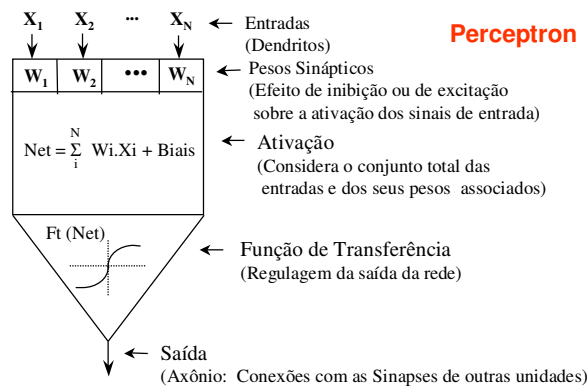 X1 X2 ... XN
Entradas
(Dendritos)
Perceptron
W1 W2 ••• WN
Pesos Sinápticos
(Efeito de inibição ou de excitação
sobre a ativação dos sinais de entrada)
N
Net = Σ Wi.Xi + Biais
i
Ativação
(Considera o conjunto total das
entradas e dos seus pesos associados)
Ft (Net)
Função de Transferência
(Regulagem da saída da rede)
Saída
(Axônio: Conexões com as Sinapses de outras unidades)